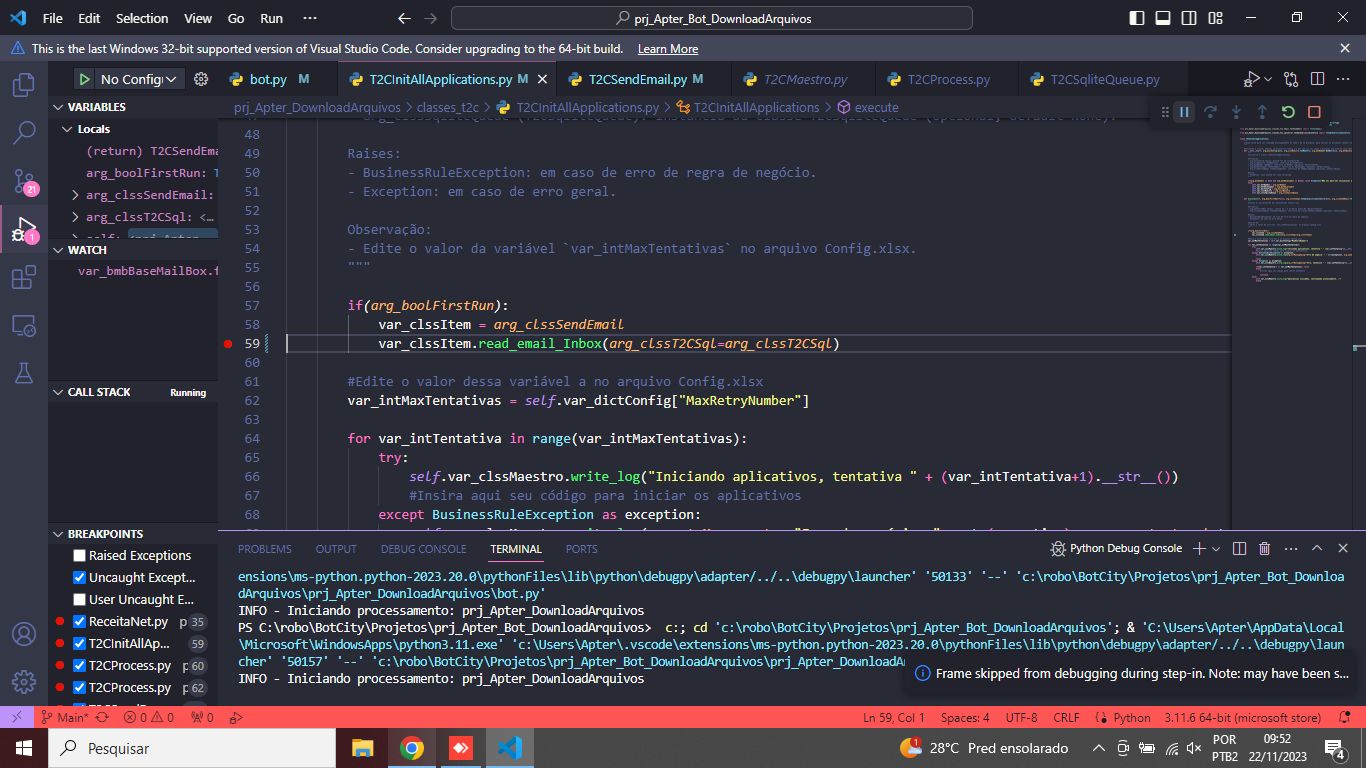 File Edit Selection View Go Run ··· prj_Apter_Bot_DownloadArquivos
This is the last Windows 32-bit supported version of Visual Studio Code. Consider upgrading to the 64-bit build. Learn More
No Config
bot.py M T2CInitAllApplications.py M T2CSendEmail.py M T2CMaestro.py T2CProcess.py T2CSqliteQueue.py
prj_Apter_DownloadArquivos > classes_t2c > T2CInitAllApplications.py > T2CInitAllApplications > execute
VARIABLES
Locals
(return) T2CSendEma
arg_boolFirstRun: T
arg_clssSendEmail:
arg_clssT2CSql: <…
WATCH
var_bmbBaseMailBox.f
CALL STACK Running
BREAKPOINTS
Raised Exceptions
Uncaught Except...
User Uncaught E...
ReceitaNet.py p 35
T2CInitAllAp... 59
T2CProcess.py p 60
T2CProcess.py p 62
21
1
48
49 Raises:
50 - BusinessRuleException: em caso de erro de regra de negócio.
51 - Exception: em caso de erro geral.
52
53 Observação:
54 - Edite o valor da variável `var_intMaxTentativas` no arquivo Config.xlsx.
55 """
56
57 if(arg_boolFirstRun):
58 var_clssItem = arg_clssSendEmail
59 var_clssItem.read_email_Inbox(arg_clssT2CSql=arg_clssT2CSql)
60
61 #Edite o valor dessa variável a no arquivo Config.xlsx
62 var_intMaxTentativas = self.var_dictConfig["MaxRetryNumber"]
63
64 for var_intTentativa in range(var_intMaxTentativas):
65 try:
66 self.var_clssMaestro.write_log("Iniciando aplicativos, tentativa " + (var_intTentativa+1).__str__())
67 #Insira aqui seu código para iniciar os aplicativos
68 except BusinessRuleException as exception:
PROBLEMS OUTPUT DEBUG CONSOLE TERMINAL PORTS Python Debug Console
ensions\ms-python.python-2023.20.0\pythonFiles\lib\python\debugpy\adapter/../..\debugpy\launcher' '50133' '--' 'c:\robo\BotCity\Projetos\prj_Apter_Bot_Downloa
dArquivos\prj_Apter_DownloadArquivos\bot.py'
INFO - Iniciando processamento: prj_Apter_DownloadArquivos
PS C:\robo\BotCity\Projetos\prj_Apter_Bot_DownloadArquivos> c:; cd 'c:\robo\BotCity\Projetos\prj_Apter_Bot_DownloadArquivos'; & 'C:\Users\Apter\AppData\Local
\Microsoft\WindowsApps\python3.11.exe' 'c:\Users\Apter\.vscode\extensions\ms-python.python-2023.20.0\pythonFiles\lib\python\debugpy\adapter/../..\debugpy\laun
cher' '50157' '--' 'c:\robo\BotCity\Projetos\prj_Apter_Bot_DownloadArquivos\prj_Apter_DownloadA
INFO - Iniciando processamento: prj_Apter_DownloadArquivos
Frame skipped from debugging during step-in. Note: may have been s...
Main* 0 0 0 Ln 59, Col 1 Spaces: 4 UTF-8 CRLF Python 3.11.6 64-bit (microsoft store)
Pesquisar 1 28°C Pred ensolarado POR PTB2 09:52 22/11/2023 4